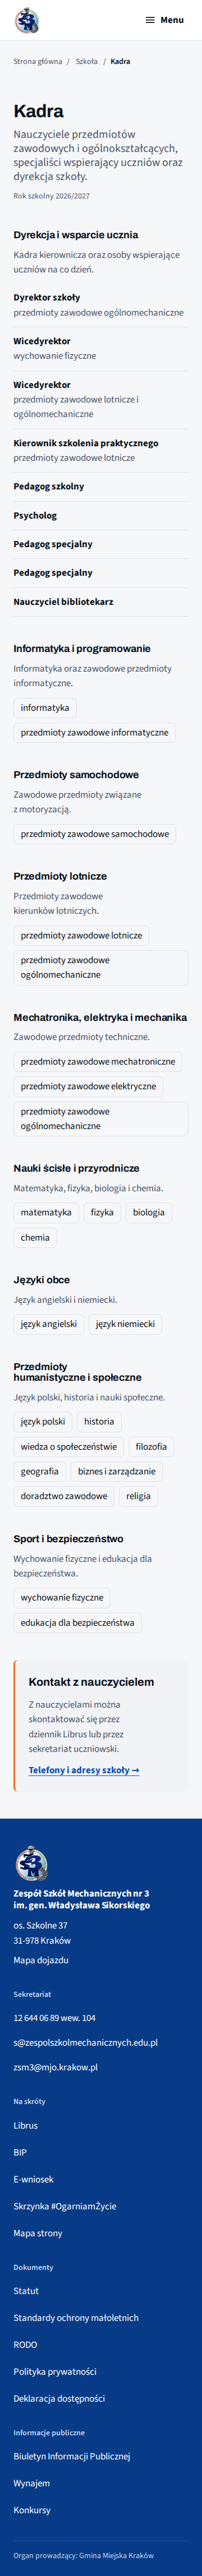 Menu
Strona główna / Szkoła / Kadra
Kadra
Nauczyciele przedmiotów
zawodowych i ogólnokształcących,
specjaliści wspierający uczniów oraz
dyrekcja szkoły.
Rok szkolny 2026/2027
Dyrekcja i wsparcie ucznia
Kadra kierownicza oraz osoby wspierające
uczniów na co dzień.
Dyrektor szkoły
przedmioty zawodowe ogólnomechaniczne
Wicedyrektor
wychowanie fizyczne
Wicedyrektor
przedmioty zawodowe lotnicze i
ogólnomechaniczne
Kierownik szkolenia praktycznego
przedmioty zawodowe lotnicze
Pedagog szkolny
Psycholog
Pedagog specjalny
Pedagog specjalny
Nauczyciel bibliotekarz
Informatyka i programowanie
Informatyka oraz zawodowe przedmioty
informatyczne.
informatyka
przedmioty zawodowe informatyczne
Przedmioty samochodowe
Zawodowe przedmioty związane
z motoryzacją.
przedmioty zawodowe samochodowe
Przedmioty lotnicze
Przedmioty zawodowe
kierunków lotniczych.
przedmioty zawodowe lotnicze
przedmioty zawodowe
ogólnomechaniczne
Mechatronika, elektryka i mechanika
Zawodowe przedmioty techniczne.
przedmioty zawodowe mechatroniczne
przedmioty zawodowe elektryczne
przedmioty zawodowe
ogólnomechaniczne
Nauki ścisłe i przyrodnicze
Matematyka, fizyka, biologia i chemia.
matematyka fizyka biologia
chemia
Języki obce
Język angielski i niemiecki.
język angielski język niemiecki
Przedmioty
humanistyczne i społeczne
Język polski, historia i nauki społeczne.
język polski historia
wiedza o społeczeństwie filozofia
geografia biznes i zarządzanie
doradztwo zawodowe religia
Sport i bezpieczeństwo
Wychowanie fizyczne i edukacja dla
bezpieczeństwa.
wychowanie fizyczne
edukacja dla bezpieczeństwa
Kontakt z nauczycielem
Z nauczycielami można
skontaktować się przez
dziennik Librus lub przez
sekretariat uczniowski.
Telefony i adresy szkoły →
Zespół Szkół Mechanicznych nr 3
im. gen. Władysława Sikorskiego
os. Szkolne 37
31-978 Kraków
Mapa dojazdu
Sekretariat
12 644 06 89 wew. 104
s@zespolszkolmechanicznych.edu.pl
zsm3@mjo.krakow.pl
Na skróty
Librus
BIP
E-wniosek
Skrzynka #OgarniamŻycie
Mapa strony
Dokumenty
Statut
Standardy ochrony małoletnich
RODO
Polityka prywatności
Deklaracja dostępności
Informacje publiczne
Biuletyn Informacji Publicznej
Wynajem
Konkursy
Organ prowadzący: Gmina Miejska Kraków